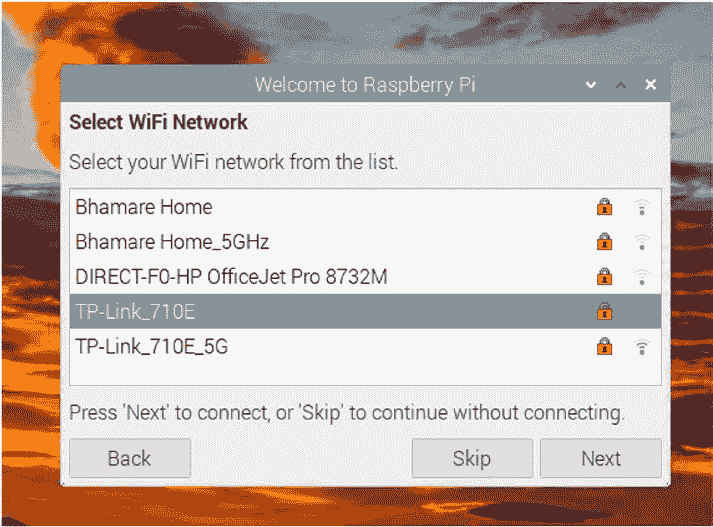 Welcome to Raspberry Pi
Select WiFi Network
Select your WiFi network from the list.
Bhamare Home
Bhamare Home_5GHz
DIRECT-F0-HP OfficeJet Pro 8732M
TP-Link_710E
TP-Link_710E_5G
Press 'Next' to connect, or 'Skip' to continue without connecting.
Back Skip Next